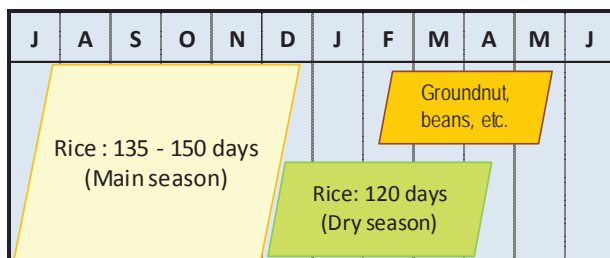 J A S O N D J F M A M J
Groundnut,
beans, etc.
Rice : 135 - 150 days
(Main season)
Rice: 120 days
(Dry season)